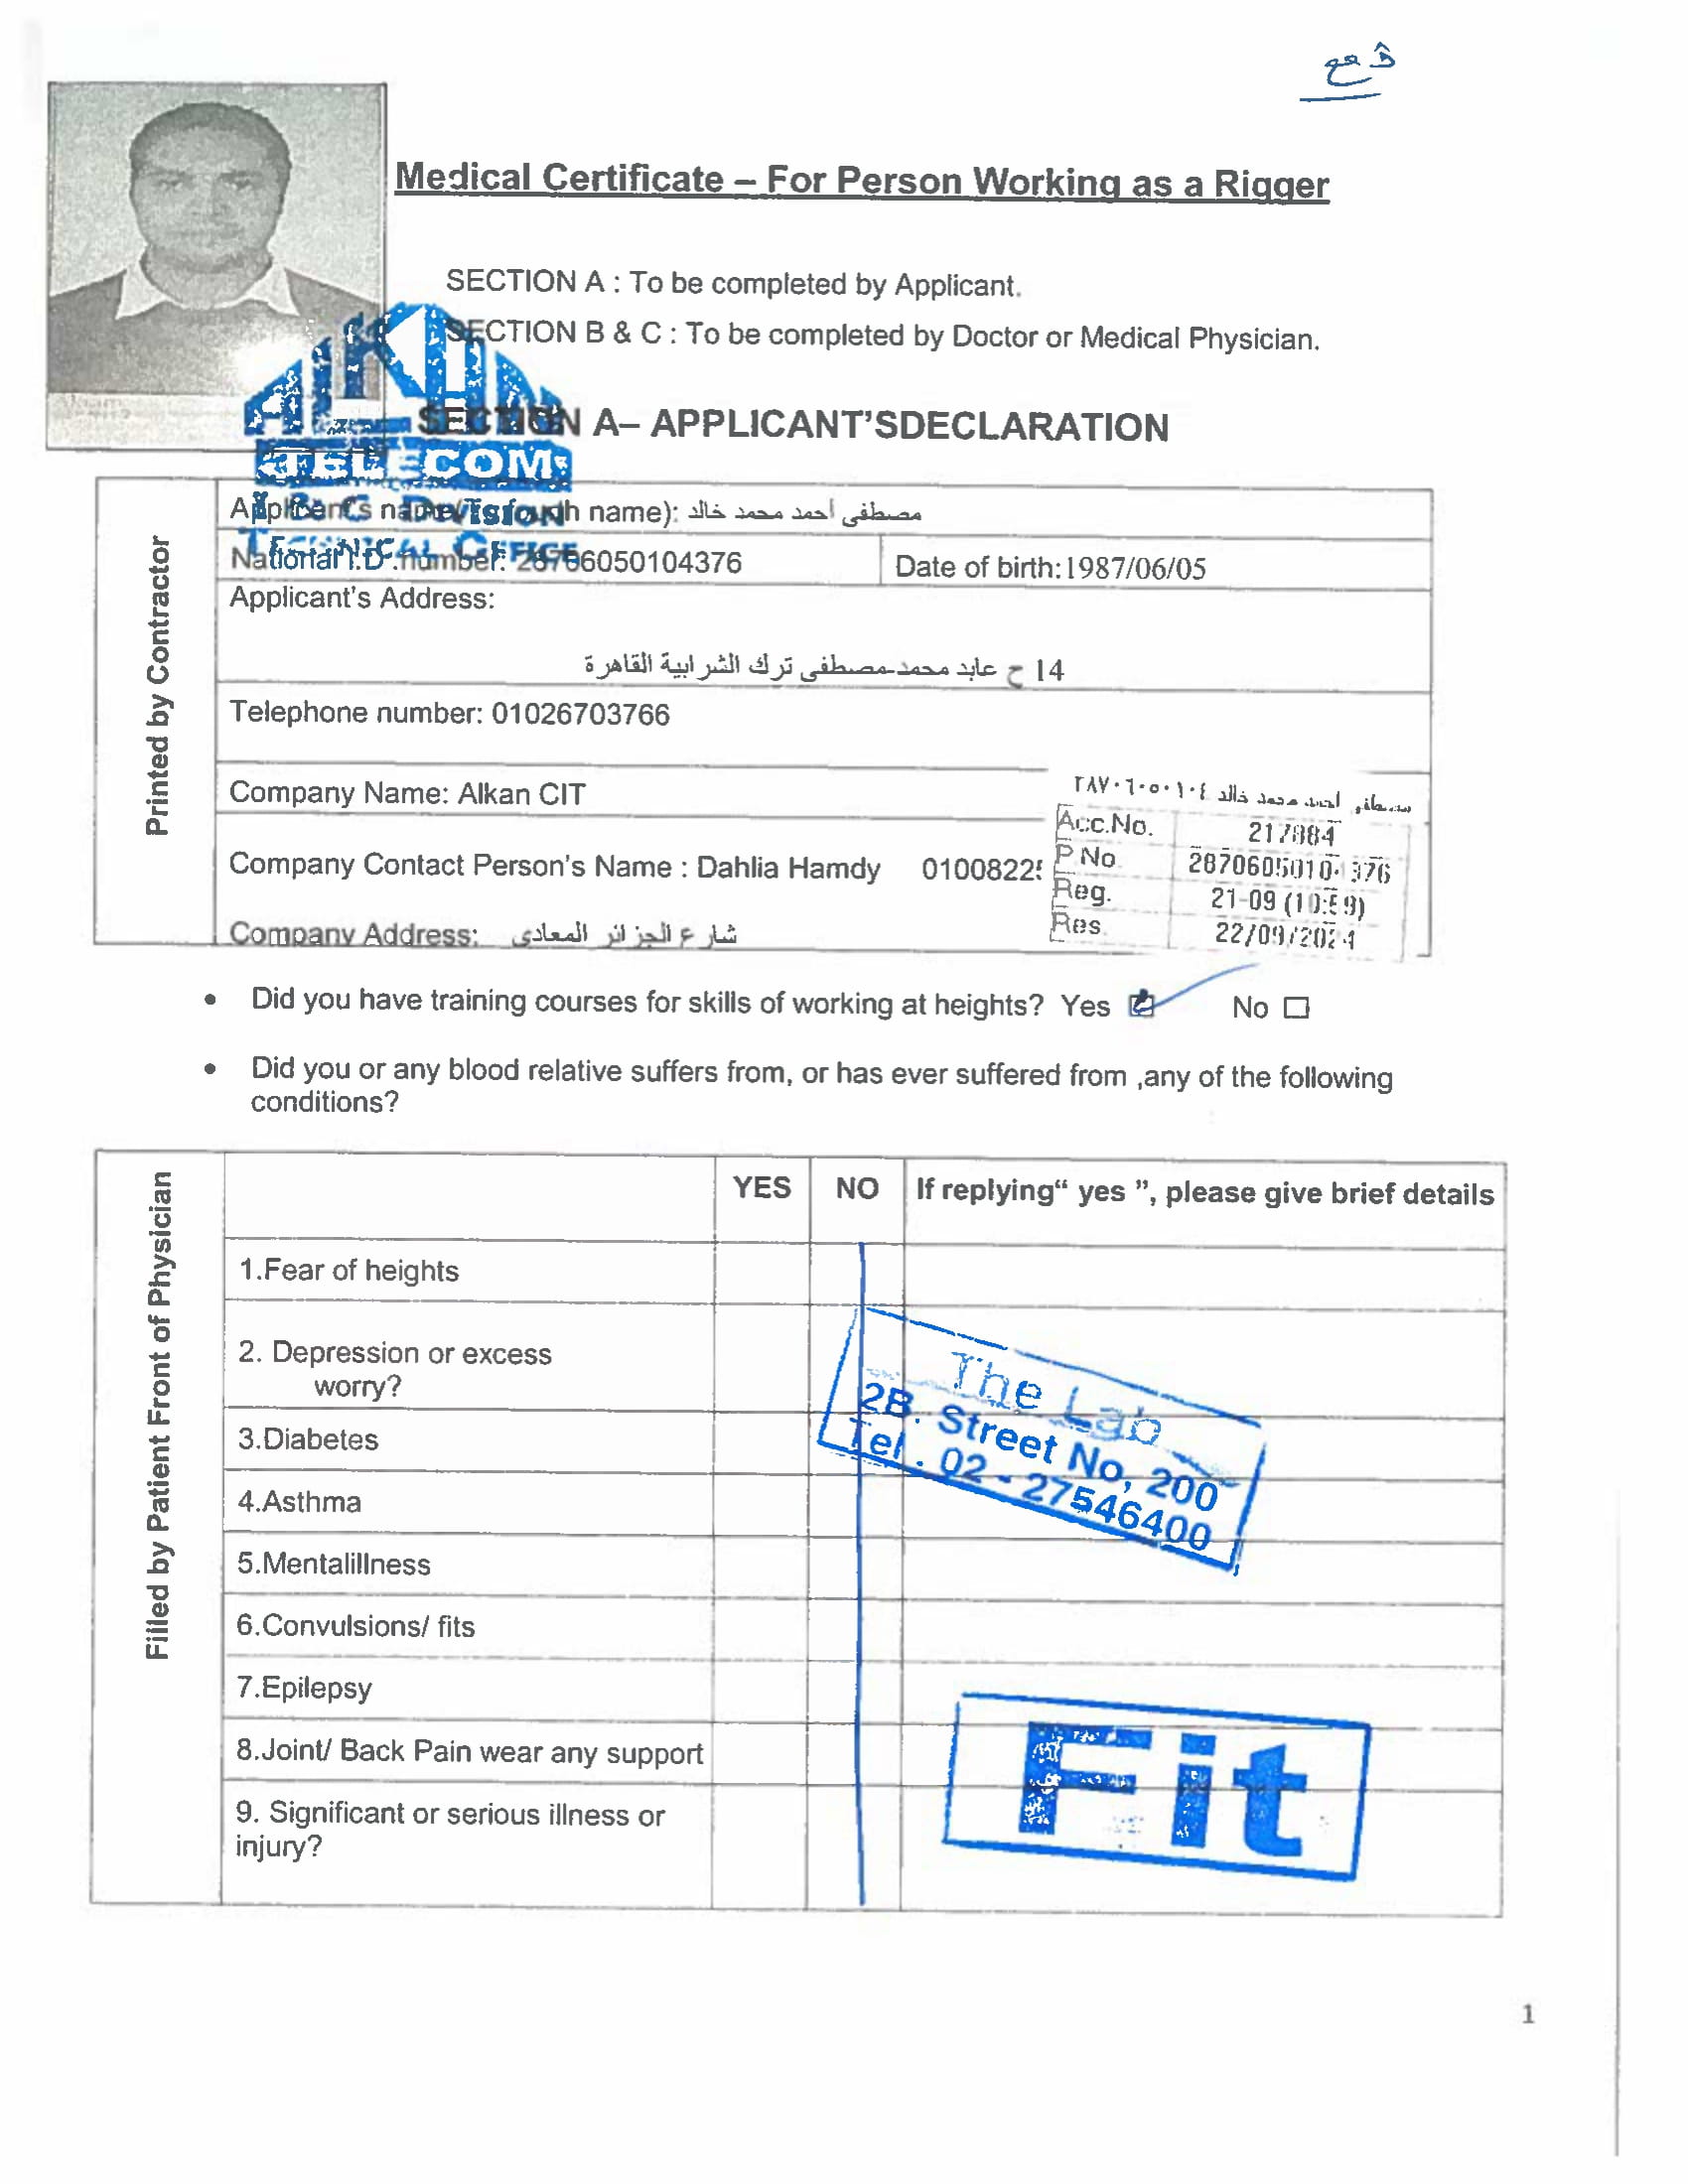 Medical Certificate – For Person Working as a Rigger
SECTION A : To be completed by Applicant.
SECTION B & C : To be completed by Doctor or Medical Physician.
ALKAN
TELECOM
SECTION A– APPLICANT'SDECLARATION
Printed by Contractor
Applicant's name( fourth name): مصطفى أحمد محمد خالد
Division
TECHNICAL OFFICE
National I.D number: 28706050104376
Date of birth:1987/06/05
Applicant's Address:
14 ح عابد محمد-مصطفى ترك الشرابية القاهرة
Telephone number: 01026703766
Company Name: Alkan CIT
Company Contact Person's Name : Dahlia Hamdy 01008225
Company Address: شارع الجزائر المعادى
مصطفى أحمد محمد خالد ٢٨٧٠٦٠٥٠١٠٤
Acc.No. 217884
P.No 28706050104376
Reg. 21-09 (10:59)
Res. 22/09/2024
• Did you have training courses for skills of working at heights? Yes ☑ No ☐
• Did you or any blood relative suffers from, or has ever suffered from ,any of the following
conditions?
Filled by Patient Front of Physician
YES NO If replying“ yes ”, please give brief details
1.Fear of heights
2. Depression or excess
worry?
3.Diabetes
4.Asthma
5.Mentalillness
6.Convulsions/ fits
7.Epilepsy
8.Joint/ Back Pain wear any support
9. Significant or serious illness or
injury?
The Lab
2B. Street No, 200
Tel . 02 - 27546400
Fit
1